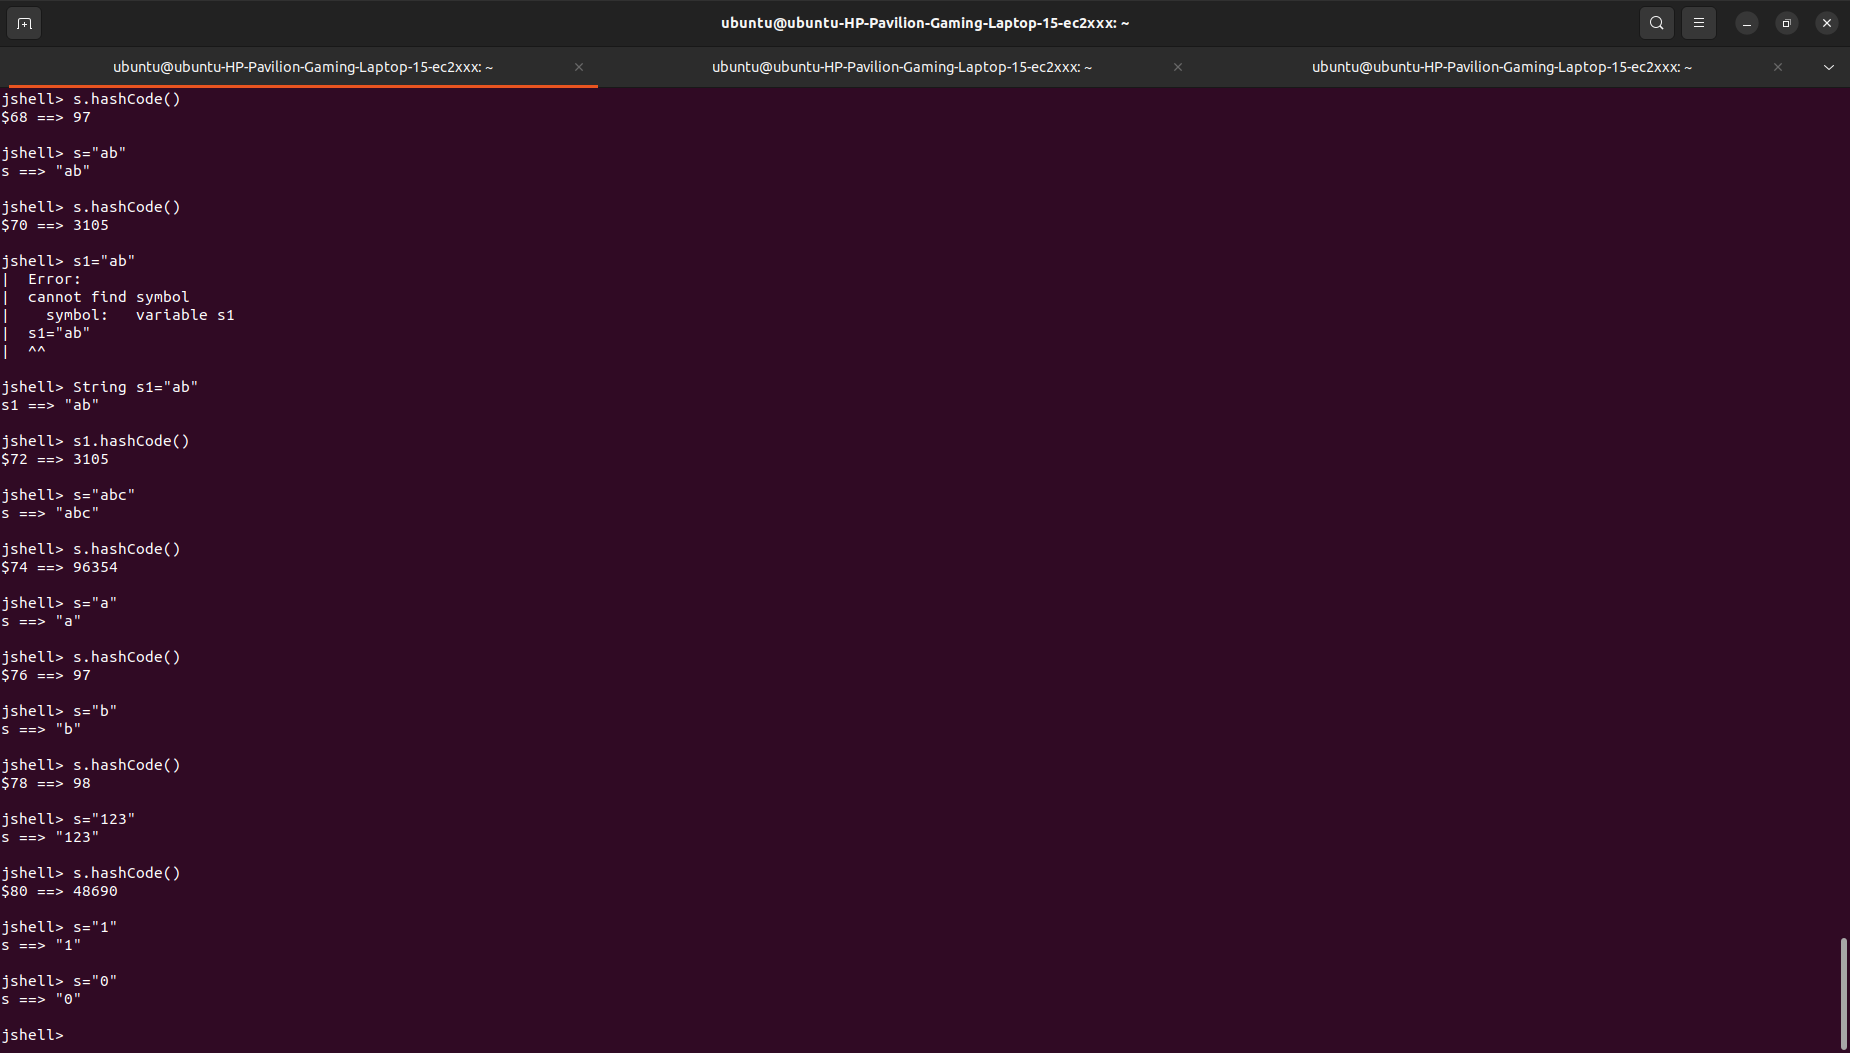 ubuntu@ubuntu-HP-Pavilion-Gaming-Laptop-15-ec2xxx: ~
ubuntu@ubuntu-HP-Pavilion-Gaming-Laptop-15-ec2xxx: ~
ubuntu@ubuntu-HP-Pavilion-Gaming-Laptop-15-ec2xxx: ~
ubuntu@ubuntu-HP-Pavilion-Gaming-Laptop-15-ec2xxx: ~
jshell> s.hashCode()
$68 ==> 97
jshell> s="ab"
s ==> "ab"
jshell> s.hashCode()
$70 ==> 3105
jshell> s1="ab"
|  Error:
|  cannot find symbol
|    symbol:   variable s1
|  s1="ab"
|  ^^
jshell> String s1="ab"
s1 ==> "ab"
jshell> s1.hashCode()
$72 ==> 3105
jshell> s="abc"
s ==> "abc"
jshell> s.hashCode()
$74 ==> 96354
jshell> s="a"
s ==> "a"
jshell> s.hashCode()
$76 ==> 97
jshell> s="b"
s ==> "b"
jshell> s.hashCode()
$78 ==> 98
jshell> s="123"
s ==> "123"
jshell> s.hashCode()
$80 ==> 48690
jshell> s="1"
s ==> "1"
jshell> s="0"
s ==> "0"
jshell>